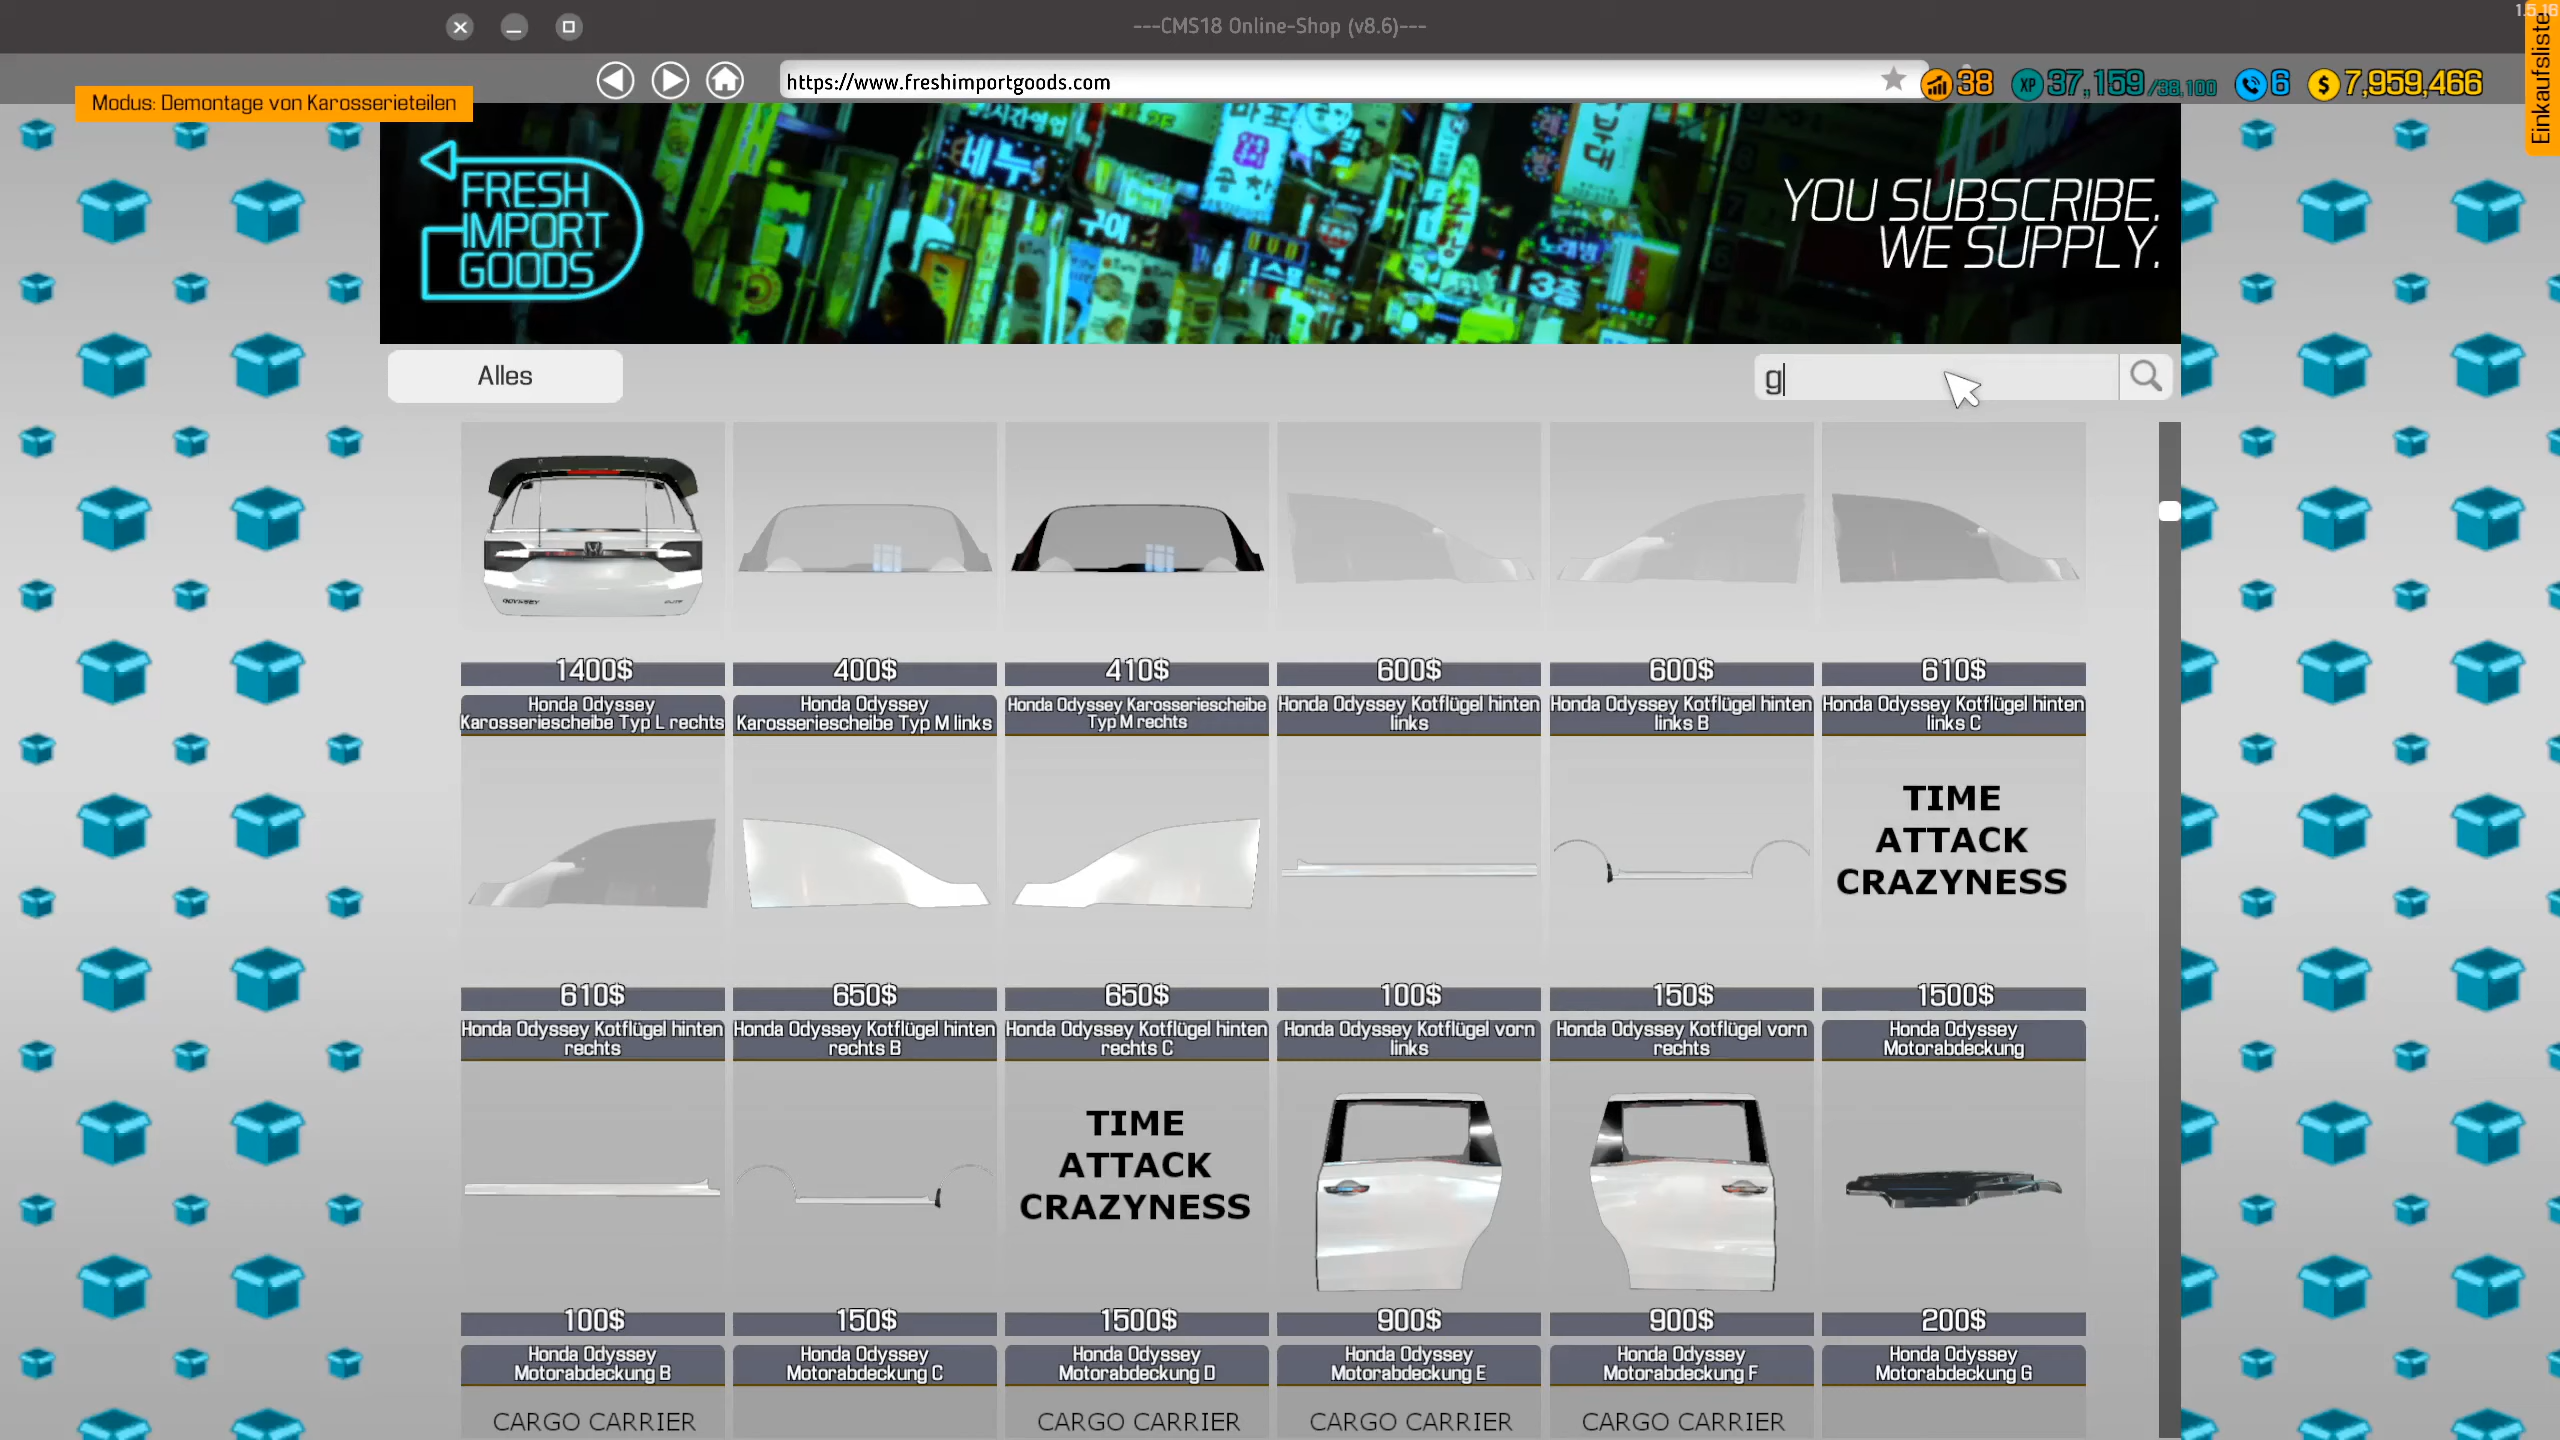 ---CMS18 Online-Shop (v8.6)---
https://www.freshimportgoods.com
38
37,159/38,100
6
7,959,466
Einkaufsliste
Modus: Demontage von Karosserieteilen
FRESH
IMPORT
GOODS
YOU SUBSCRIBE.
WE SUPPLY.
Alles
g
ODYSSEY
1400$
400$
410$
600$
600$
610$
Honda Odyssey
Karosseriescheibe Typ L rechts
Honda Odyssey
Karosseriescheibe Typ M links
Honda Odyssey Karosseriescheibe
Typ M rechts
Honda Odyssey Kotflügel hinten
links
Honda Odyssey Kotflügel hinten
links B
Honda Odyssey Kotflügel hinten
links C
TIME
ATTACK
CRAZYNESS
610$
650$
650$
100$
150$
1500$
Honda Odyssey Kotflügel hinten
rechts
Honda Odyssey Kotflügel hinten
rechts B
Honda Odyssey Kotflügel hinten
rechts C
Honda Odyssey Kotflügel vorn
links
Honda Odyssey Kotflügel vorn
rechts
Honda Odyssey
Motorabdeckung
TIME
ATTACK
CRAZYNESS
100$
150$
1500$
900$
900$
200$
Honda Odyssey
Motorabdeckung B
Honda Odyssey
Motorabdeckung C
Honda Odyssey
Motorabdeckung D
Honda Odyssey
Motorabdeckung E
Honda Odyssey
Motorabdeckung F
Honda Odyssey
Motorabdeckung G
CARGO CARRIER
CARGO CARRIER
CARGO CARRIER
CARGO CARRIER